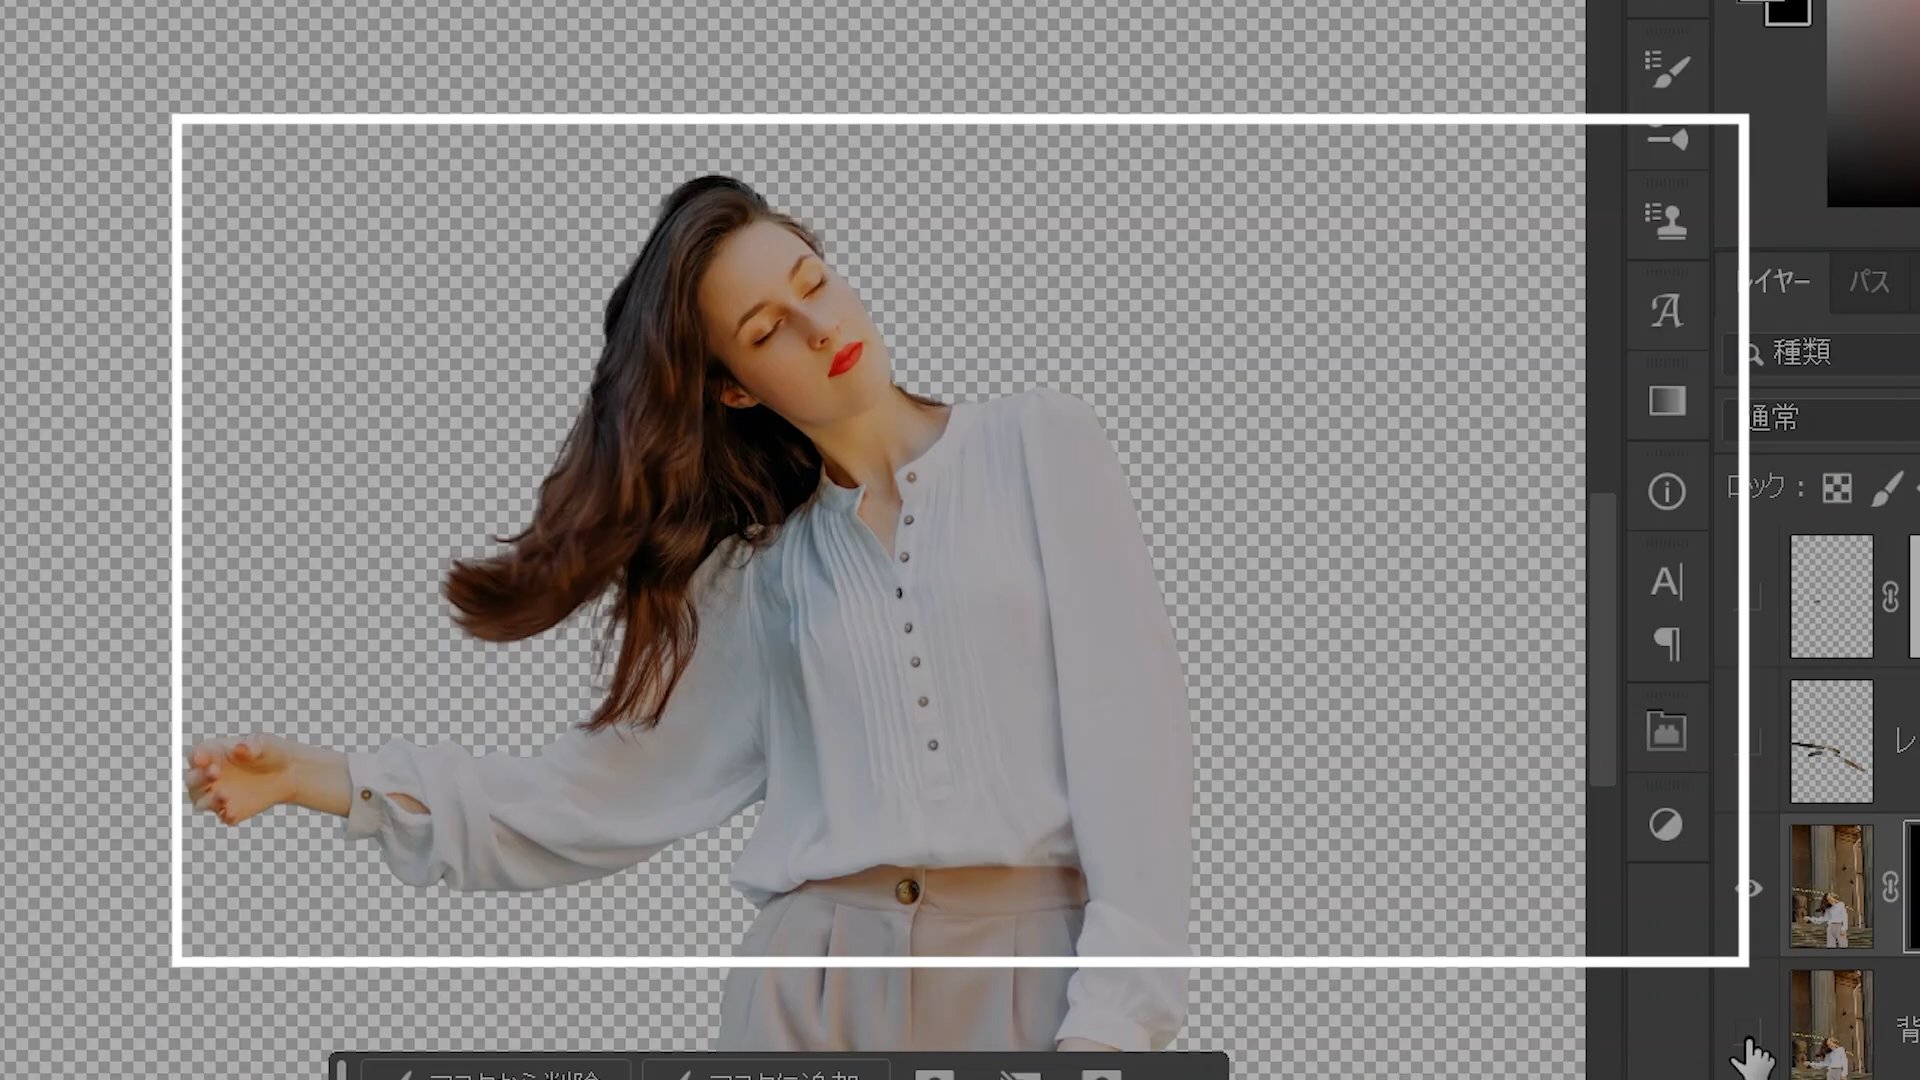 レイヤー
パス
種類
通常
ロック：
レ
背
マスクから削除
マスクに追加